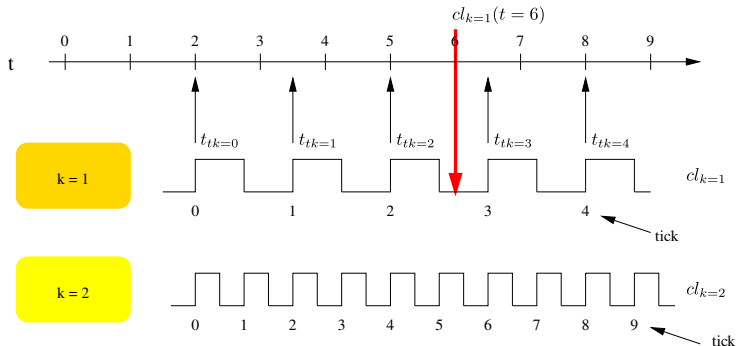 cl_{k=1}(t = 6)
0 1 2 3 4 5 6 7 8 9
t
t_{tk=0} t_{tk=1} t_{tk=2} t_{tk=3} t_{tk=4}
k = 1
cl_{k=1}
0 1 2 3 4
tick
k = 2
cl_{k=2}
0 1 2 3 4 5 6 7 8 9
tick